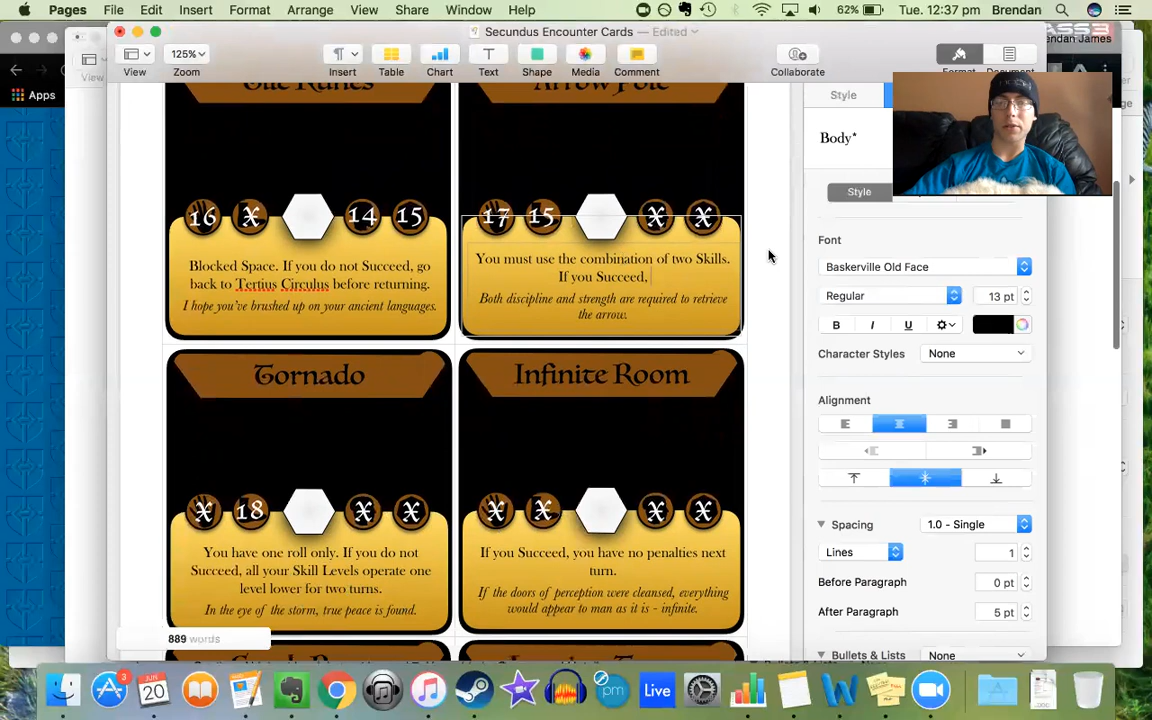 Pages File Edit Insert Format Arrange View Share Window Help 62% Tue. 12:37 pm Brendan
Secundus Encounter Cards — Edited
125%
View Zoom Insert Table Chart Text Shape Media Comment Collaborate
Apps
Arrow Pole
16 X 14 15
17 15 X X
Blocked Space. If you do not Succeed, go
back to Tertius Circulus before returning.
I hope you've brushed up on your ancient languages.
You must use the combination of two Skills.
If you Succeed,
Both discipline and strength are required to retrieve
the arrow.
Tornado
Infinite Room
X 18 X X
X X X X
You have one roll only. If you do not
Succeed, all your Skill Levels operate one
level lower for two turns.
In the eye of the storm, true peace is found.
If you Succeed, you have no penalties next
turn.
If the doors of perception were cleansed, everything
would appear to man as it is - infinite.
889 words
Style
Body*
Style
Font
Baskerville Old Face
Regular 13 pt
B I U
Character Styles None
Alignment
Spacing 1.0 - Single
Lines 1
Before Paragraph 0 pt
After Paragraph 5 pt
Bullets & Lists None
3
JUN
20
pm
Live